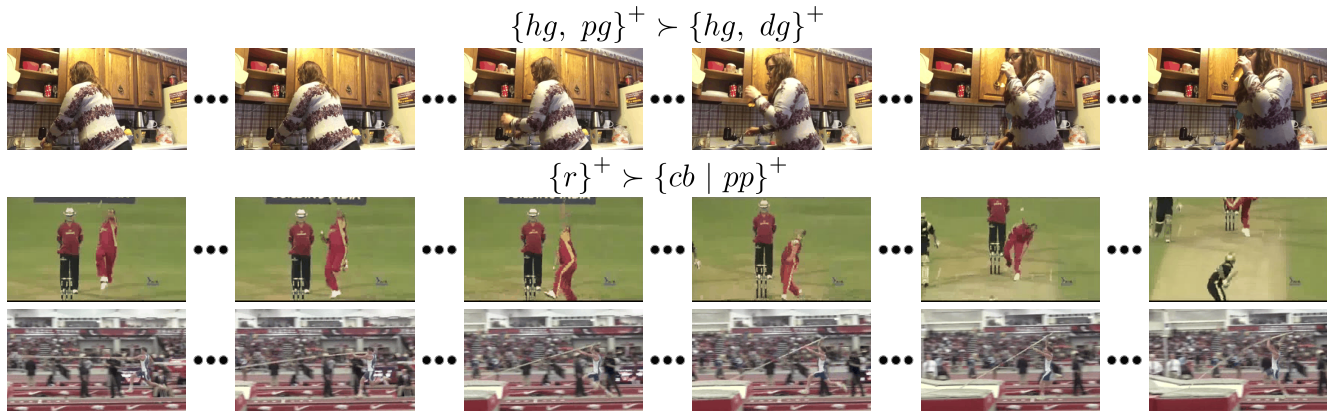 {hg, pg}⁺ ≻ {hg, dg}⁺
{r}⁺ ≻ {cb | pp}⁺